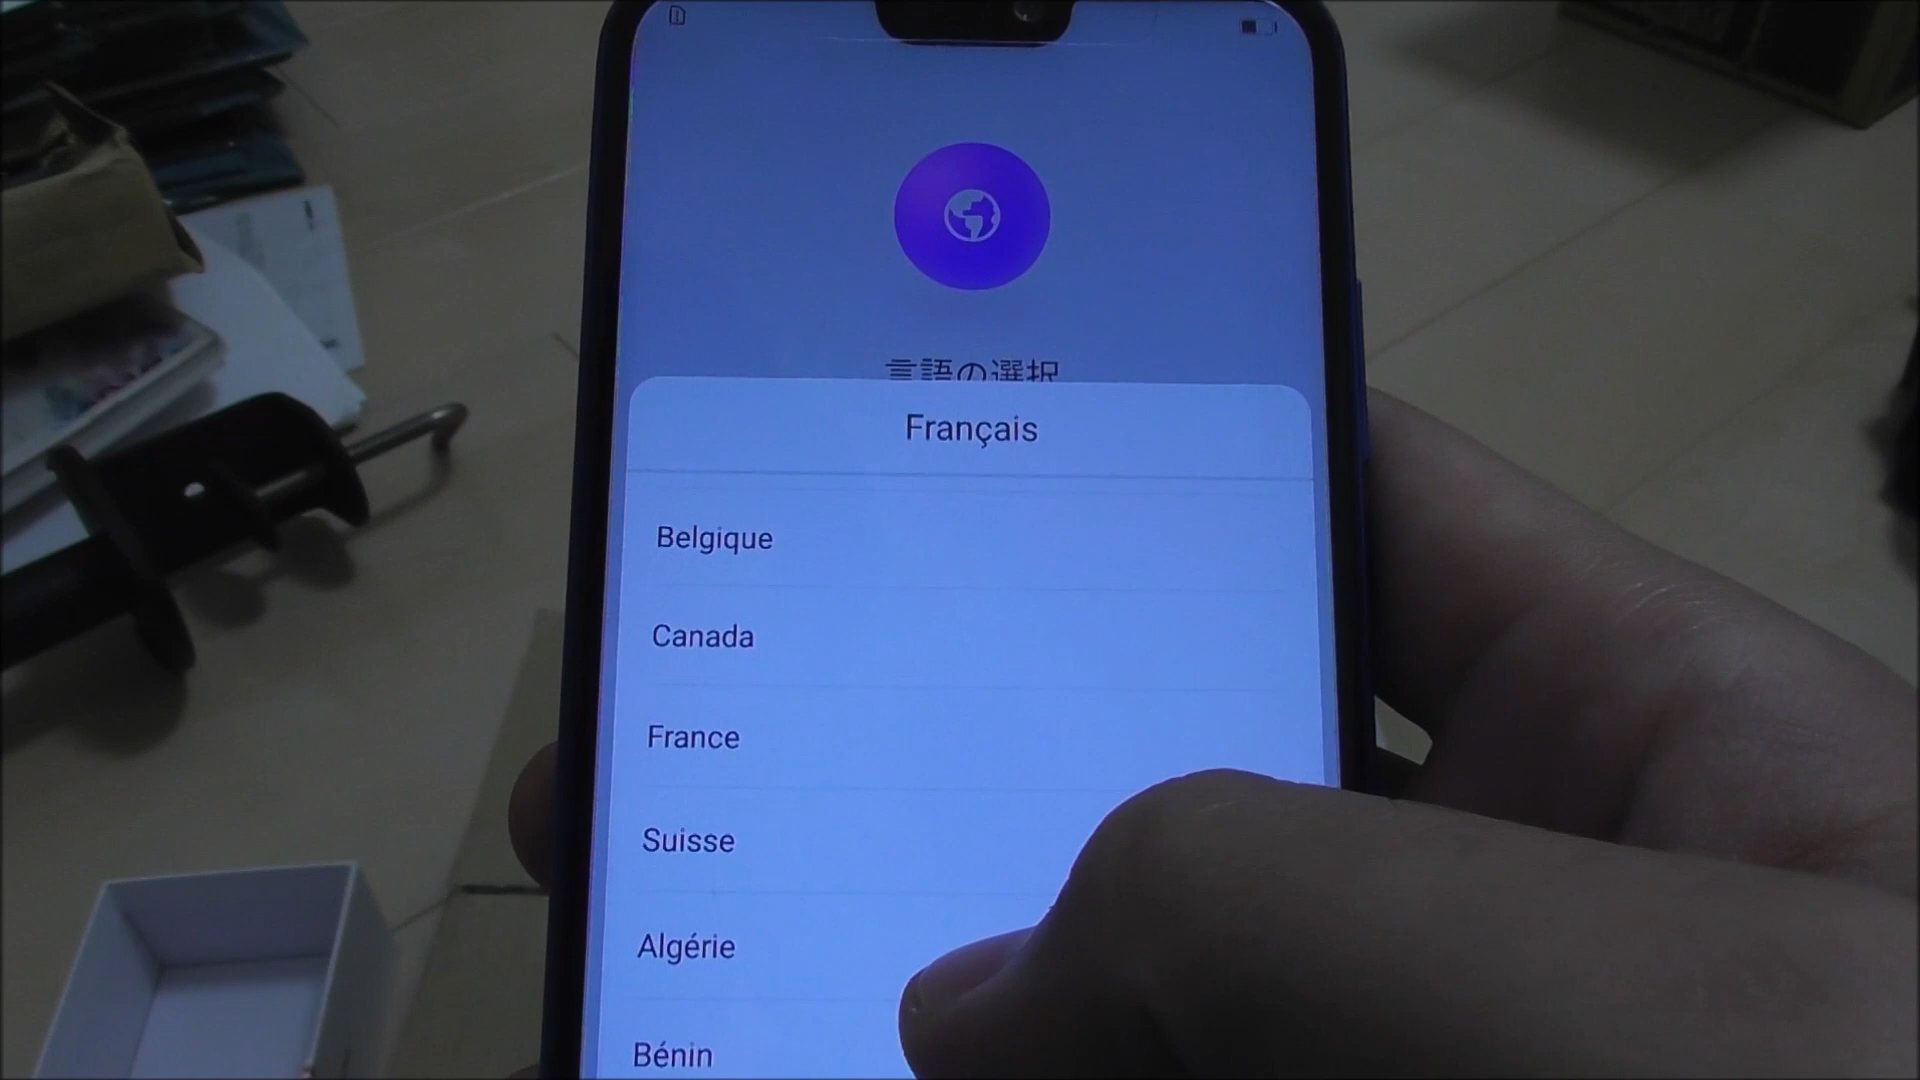 言語の選択
Français
Belgique
Canada
France
Suisse
Algérie
Bénin